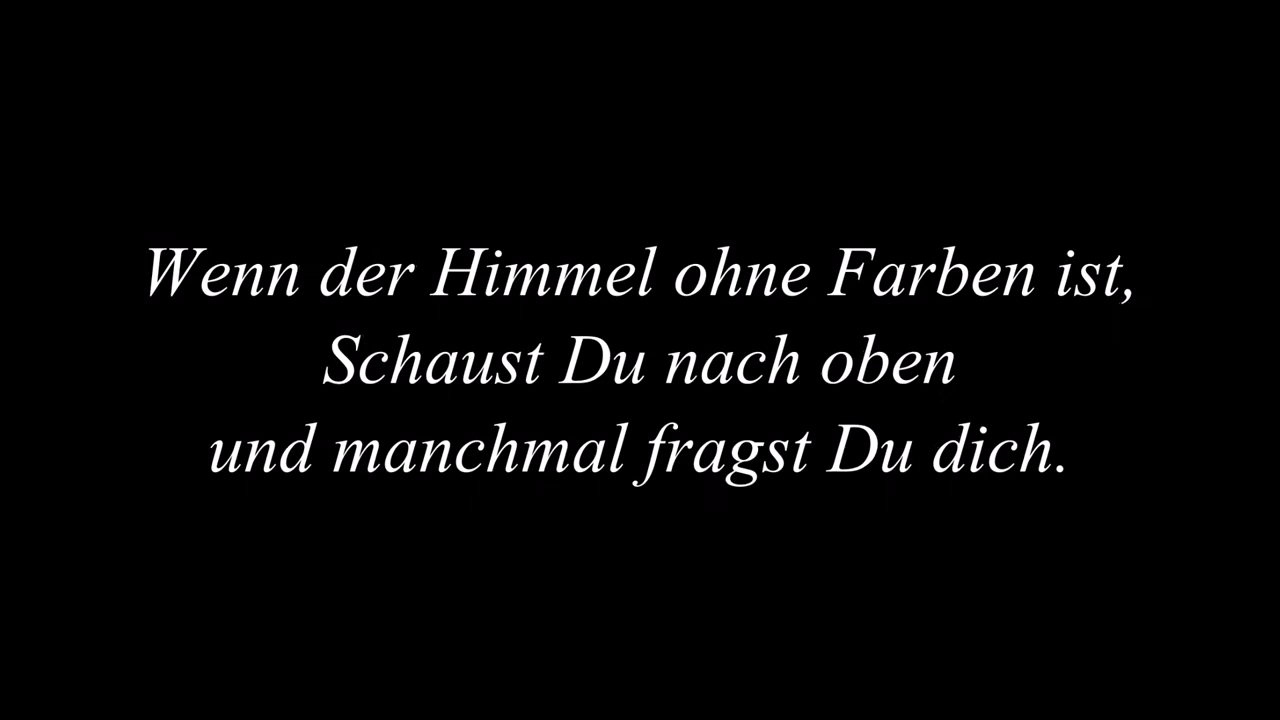 Wenn der Himmel ohne Farben ist,
Schaust Du nach oben
und manchmal fragst Du dich.